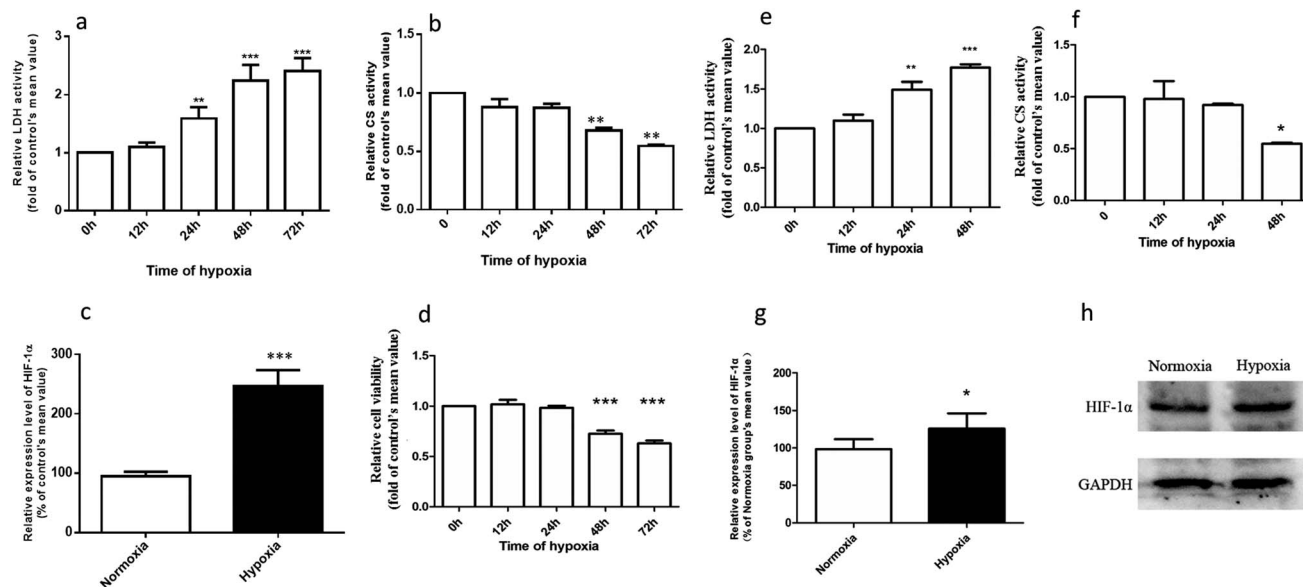 a
Relative LDH activity
(fold of control's mean value)
3
2
1
0
**
***
***
0h
12h
24h
48h
72h
Time of hypoxia
b
Relative CS activity
(fold of control's mean value)
1.5
1.0
0.5
0.0
**
**
0
12h
24h
48h
72h
Time of hypoxia
e
Relative LDH activity
(fold of control's mean value)
2.0
1.5
1.0
0.5
0.0
**
***
0h
12h
24h
48h
Time of hypoxia
f
Relative CS activity
(fold of control's mean value)
1.5
1.0
0.5
0.0
*
0
12h
24h
48h
Time of hypoxia
c
Relative expression level of HIF-1α
(% of control's mean value)
300
250
200
150
100
50
0
***
Normoxia
Hypoxia
d
Relative cell viability
(fold of control's mean value)
1.5
1.0
0.5
0.0
***
***
0h
12h
24h
48h
72h
Time of hypoxia
g
Relative expression level of HIF-1α
(% of Normoxia group's mean value)
200
150
100
50
0
*
Normoxia
Hypoxia
h
Normoxia Hypoxia
HIF-1α
GAPDH